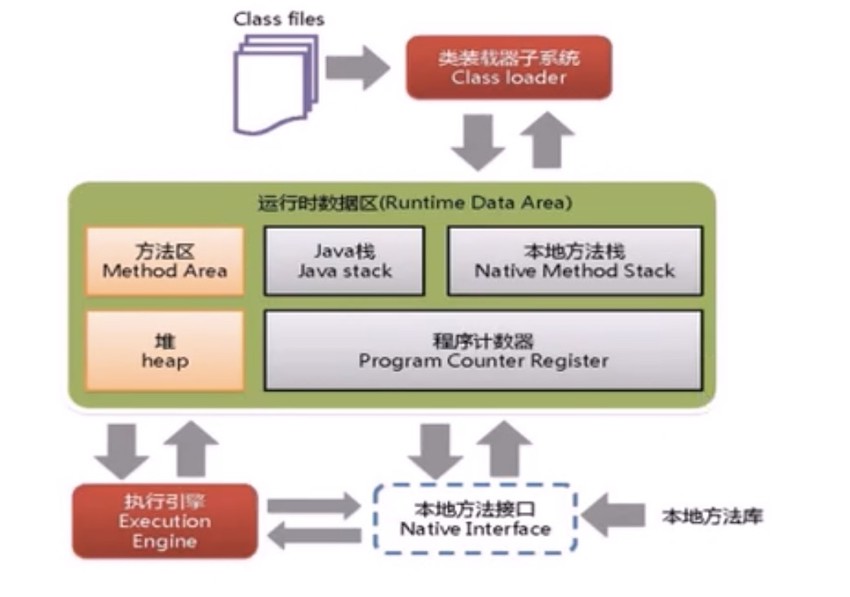 Class files
类装载器子系统
Class loader
运行时数据区(Runtime Data Area)
方法区
Method Area
Java栈
Java stack
本地方法栈
Native Method Stack
堆
heap
程序计数器
Program Counter Register
执行引擎
Execution
Engine
本地方法接口
Native Interface
本地方法库